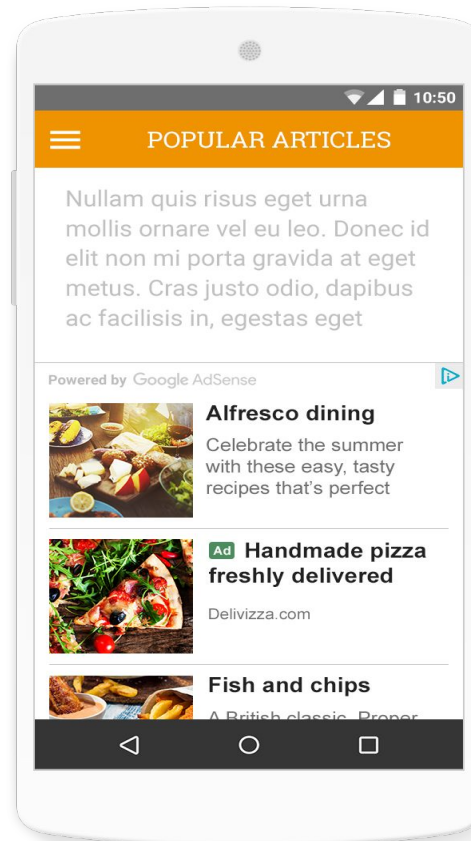 10:50
POPULAR ARTICLES
Nullam quis risus eget urna
mollis ornare vel eu leo. Donec id
elit non mi porta gravida at eget
metus. Cras justo odio, dapibus
ac facilisis in, egestas eget
Powered by Google AdSense
Alfresco dining
Celebrate the summer
with these easy, tasty
recipes that's perfect
Ad Handmade pizza
freshly delivered
Delivizza.com
Fish and chips
A British classic. Proper